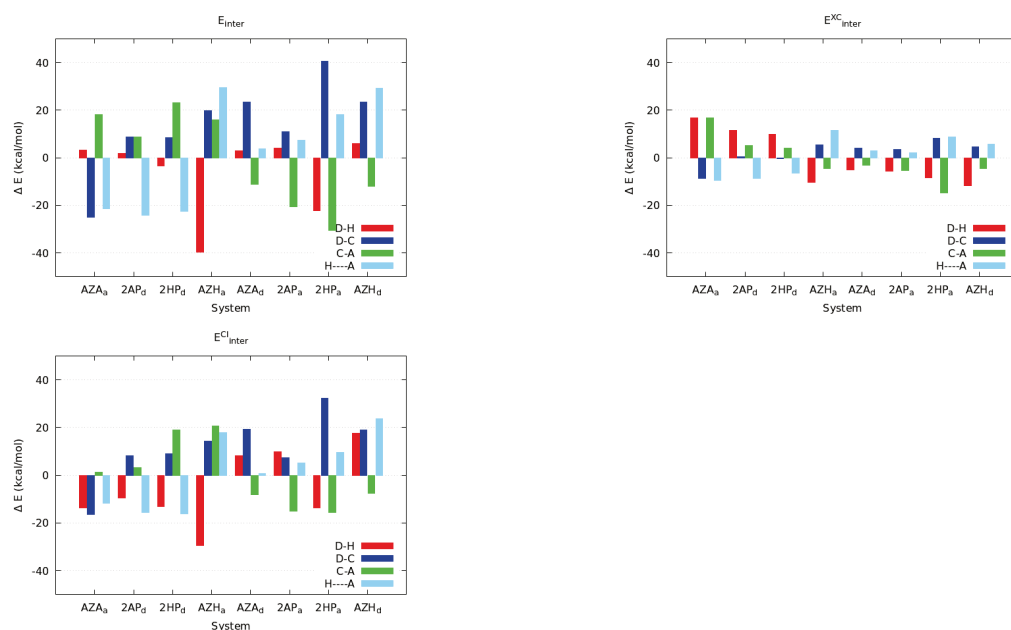 E_inter
Δ E (kcal/mol)
40
20
0
-20
-40
D-H
D-C
C-A
H----A
AZA_a 2AP_d 2HP_d AZH_a AZA_d 2AP_a 2HP_a AZH_d
System
E^XC_inter
Δ E (kcal/mol)
40
20
0
-20
-40
D-H
D-C
C-A
H----A
AZA_a 2AP_d 2HP_d AZH_a AZA_d 2AP_a 2HP_a AZH_d
System
E^Cl_inter
Δ E (kcal/mol)
40
20
0
-20
-40
D-H
D-C
C-A
H----A
AZA_a 2AP_d 2HP_d AZH_a AZA_d 2AP_a 2HP_a AZH_d
System